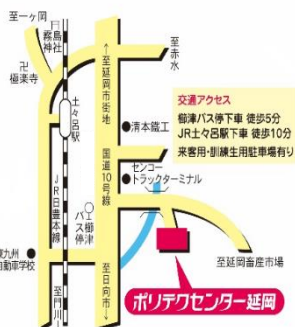 至一ヶ岡
霧島神社
卍
極楽寺
土々呂駅
←至延岡市街地
至赤水
交通アクセス
櫛津バス停下車 徒歩5分
JR土々呂駅下車 徒歩10分
来客用・訓練生用駐車場有り
清本鐵工
国道10号線
センコー
トラックターミナル
JR日豊本線
櫛津
バス停
東九州
自動車学校
至門川
至日向市→
至延岡畜産市場
ポリテクセンター延岡